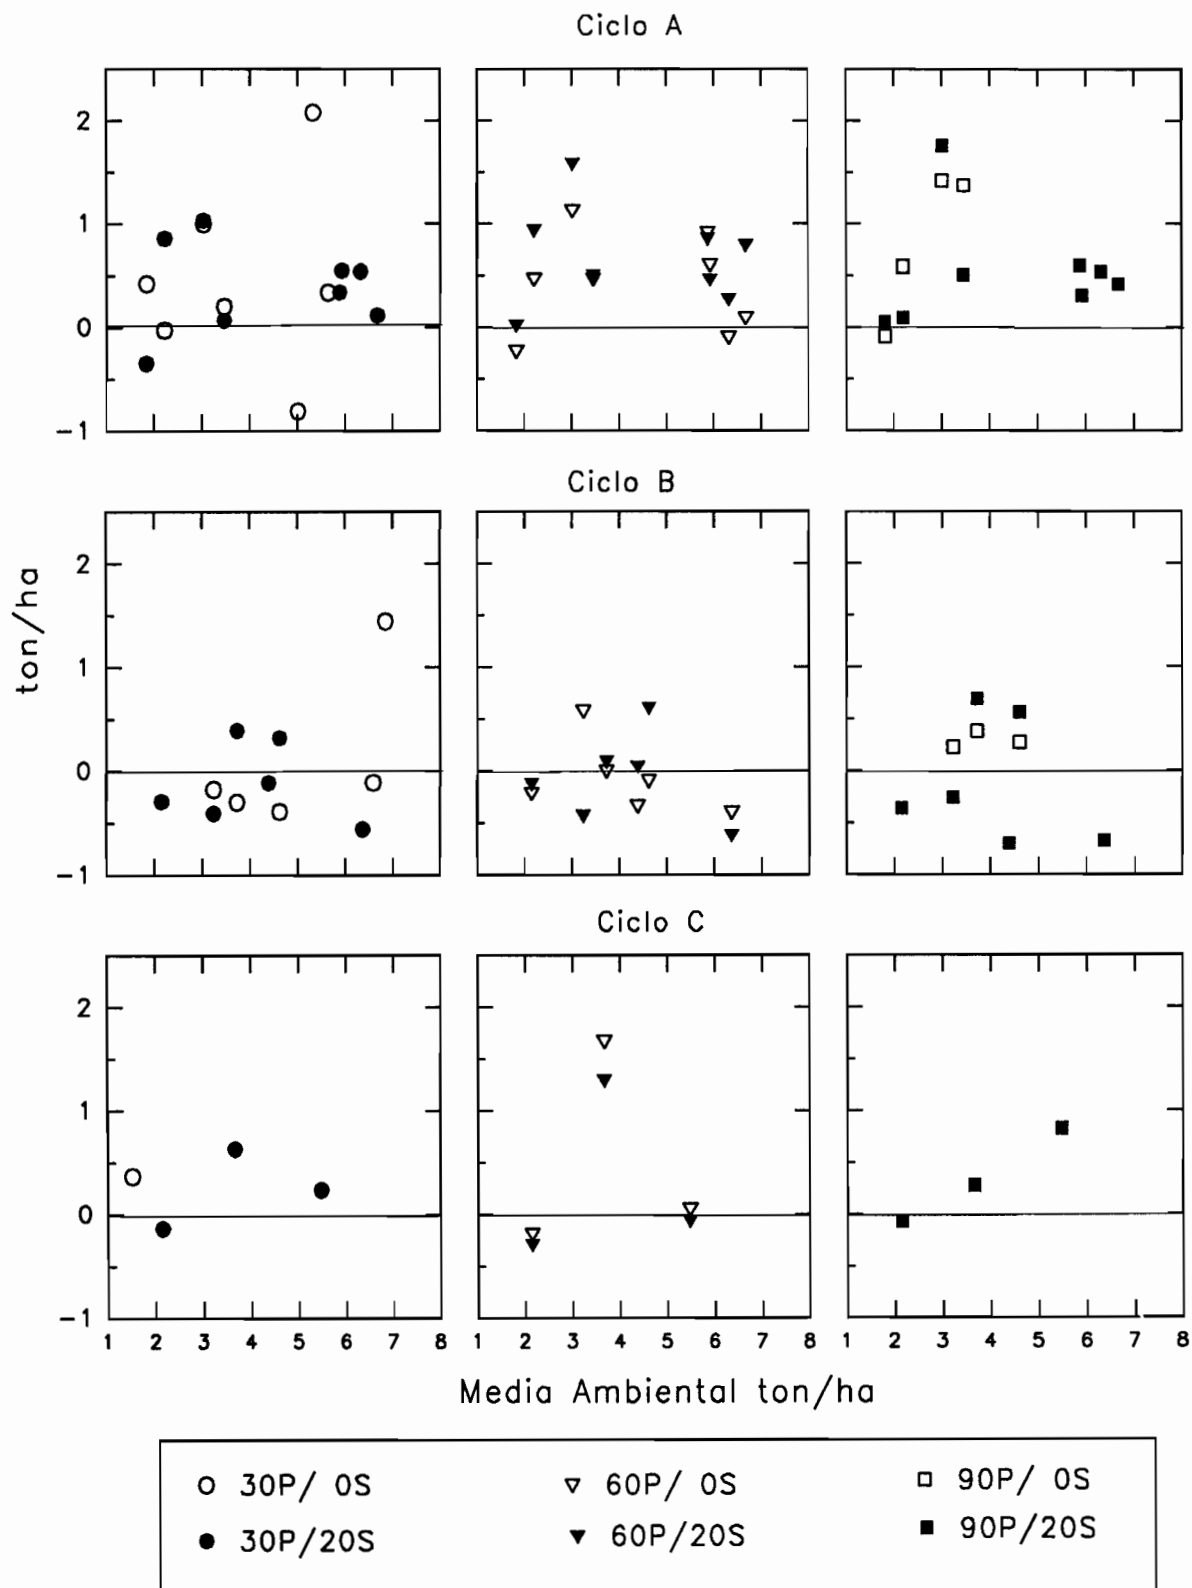 Ciclo A
2
1
0
−1
Ciclo B
2
1
0
−1
ton/ha
Ciclo C
2
1
0
−1
1 2 3 4 5 6 7 8 1 2 3 4 5 6 7 8 1 2 3 4 5 6 7 8
Media Ambiental ton/ha
30P/ 0S 60P/ 0S 90P/ 0S
30P/20S 60P/20S 90P/20S